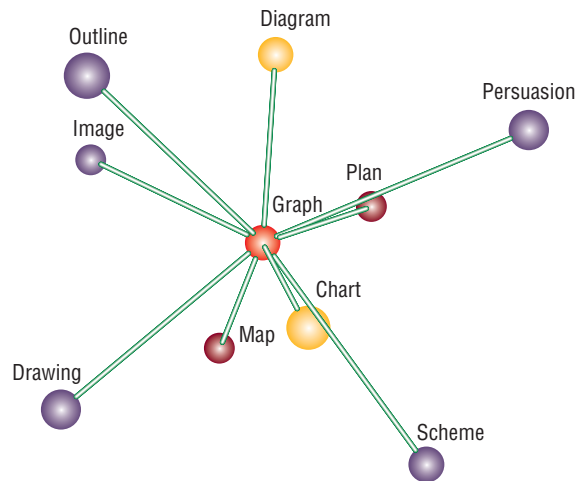 Diagram
Outline
Persuasion
Image
Plan
Graph
Chart
Map
Drawing
Scheme